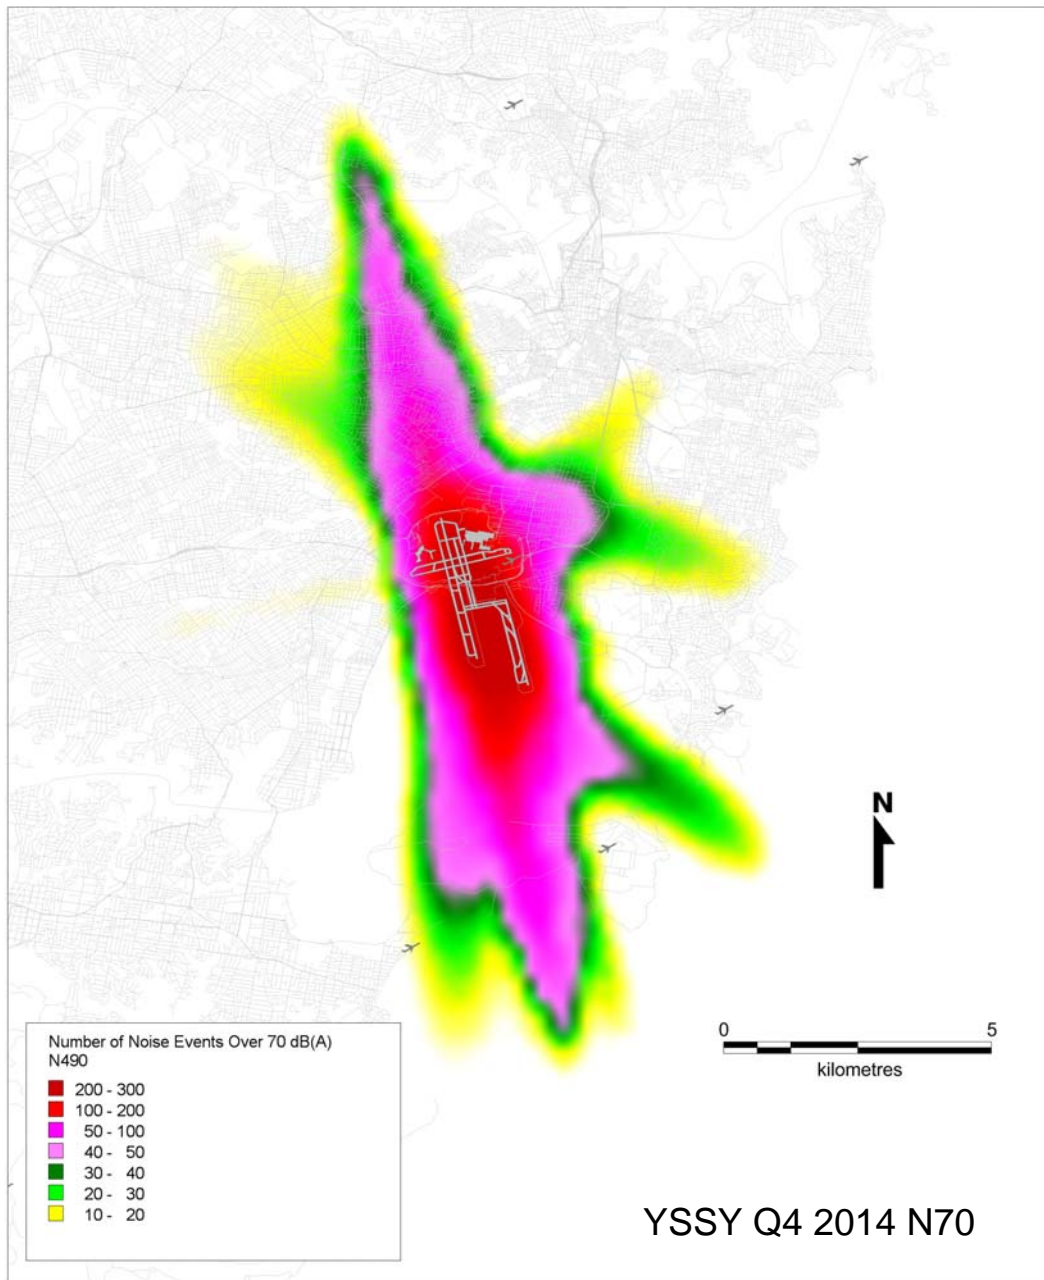 N
0 5
kilometres
Number of Noise Events Over 70 dB(A)
N490
200 - 300
100 - 200
50 - 100
40 - 50
30 - 40
20 - 30
10 - 20
YSSY Q4 2014 N70